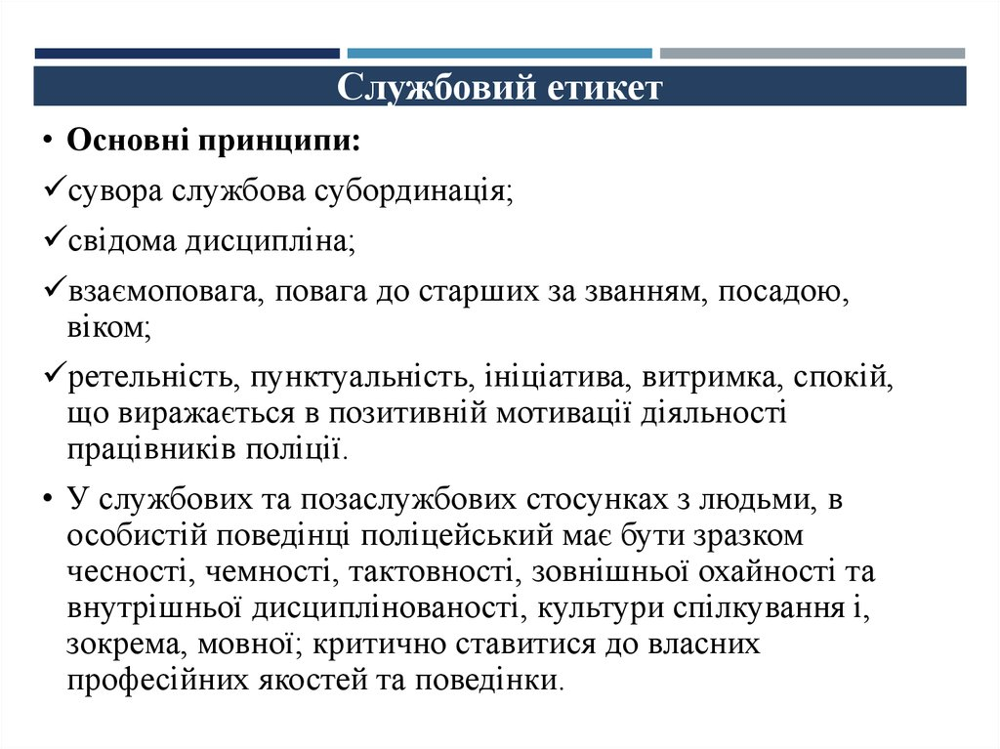 Службовий етикет
• Основні принципи:
✓сувора службова субординація;
✓свідома дисципліна;
✓взаємоповага, повага до старших за званням, посадою,
віком;
✓ретельність, пунктуальність, ініціатива, витримка, спокій,
що виражається в позитивній мотивації діяльності
працівників поліції.
• У службових та позаслужбових стосунках з людьми, в
особистій поведінці поліцейський має бути зразком
чесності, чемності, тактовності, зовнішньої охайності та
внутрішньої дисциплінованості, культури спілкування і,
зокрема, мовної; критично ставитися до власних
професійних якостей та поведінки.